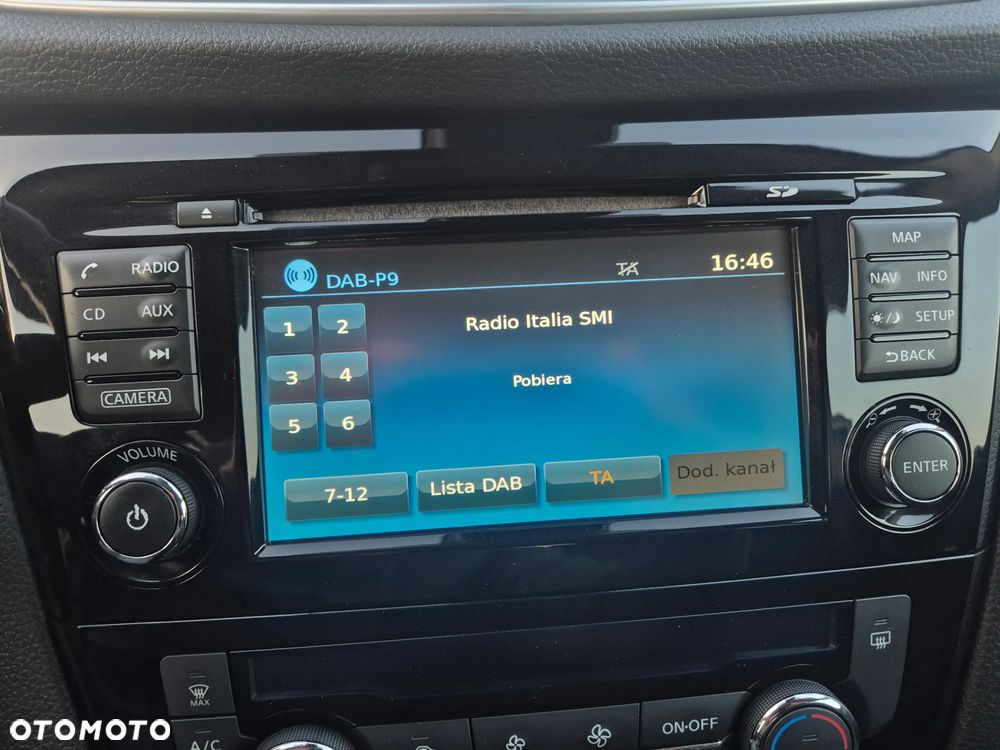 SD
RADIO
CD AUX
CAMERA
VOLUME
DAB-P9
TA
16:46
1
2
Radio Italia SMI
3
4
Pobiera
5
6
7-12
Lista DAB
TA
Dod. kanał
MAP
NAV INFO
SETUP
BACK
ENTER
MAX
A/C
ON-OFF
OTOMOTO